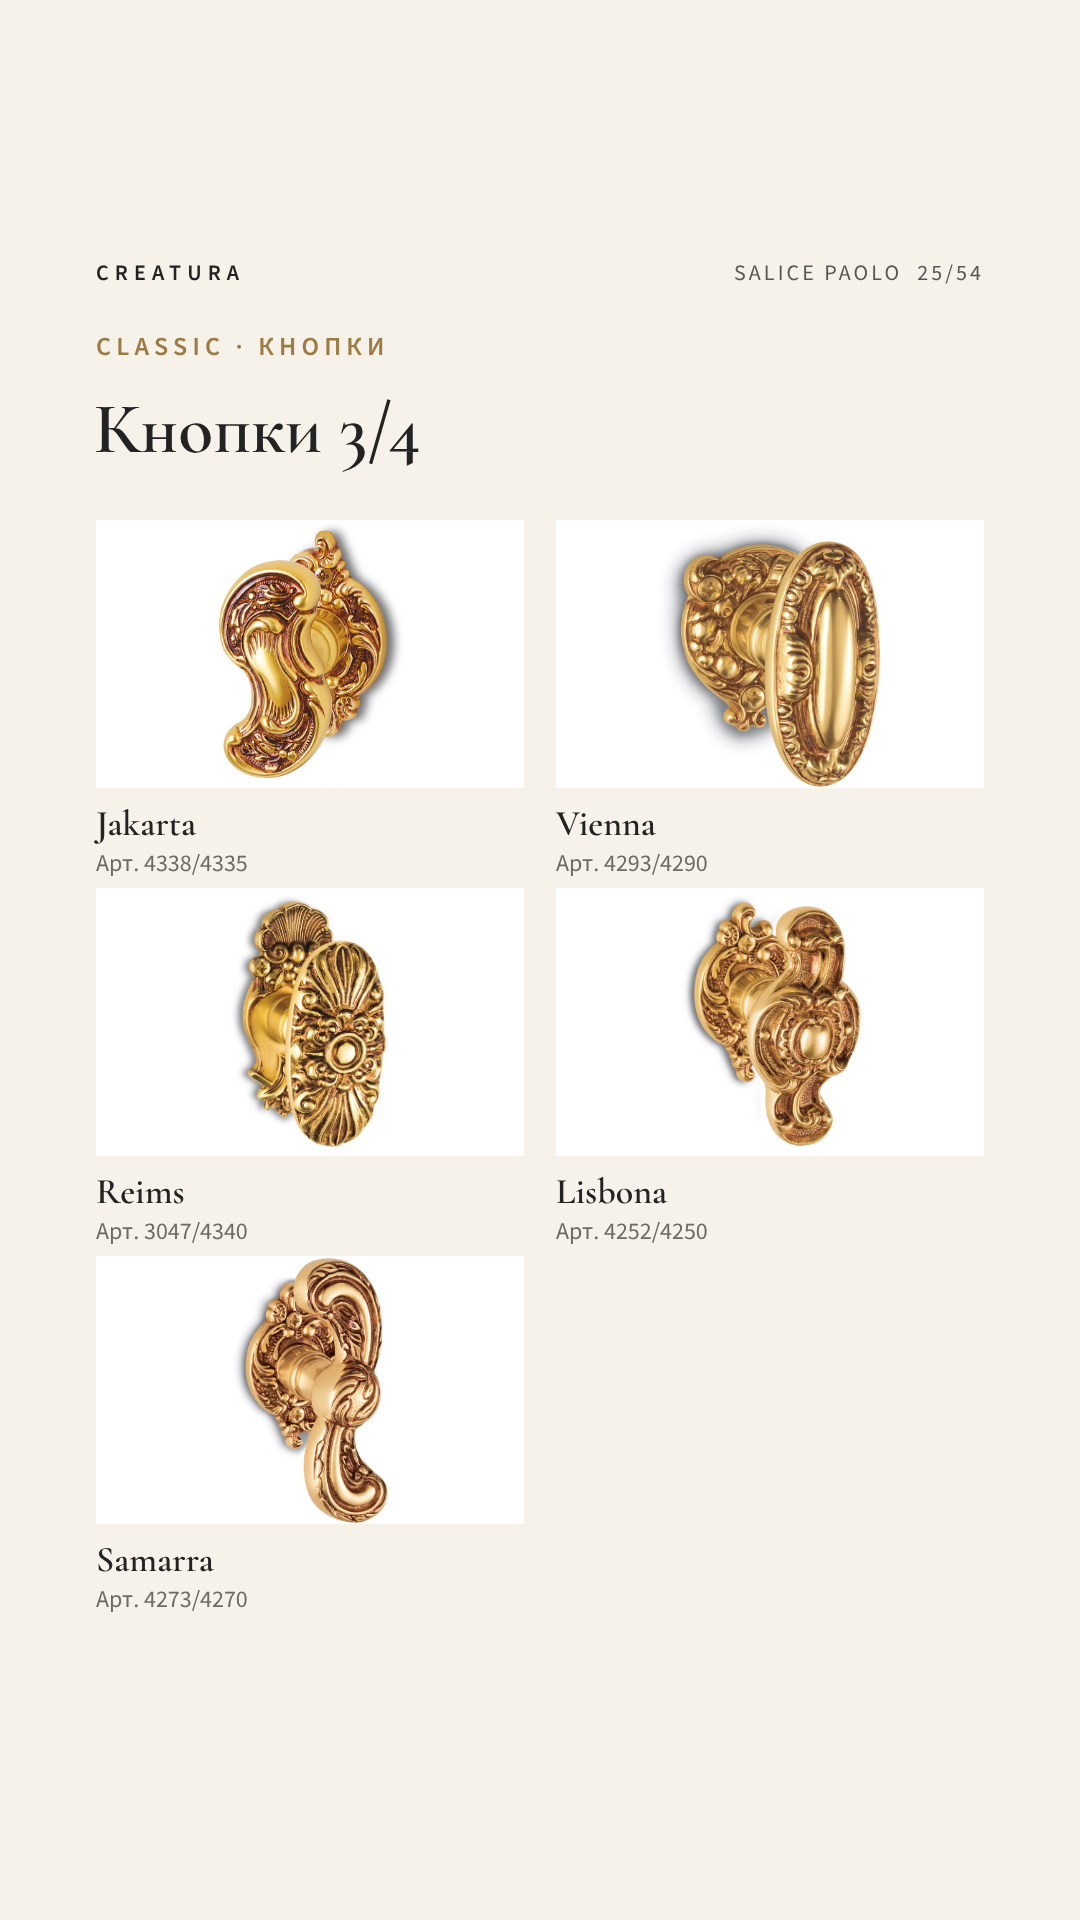 CREATURA
SALICE PAOLO 25/54
CLASSIC · КНОПКИ
Кнопки 3/4
Jakarta
Арт. 4338/4335
Vienna
Арт. 4293/4290
Reims
Арт. 3047/4340
Lisbona
Арт. 4252/4250
Samarra
Арт. 4273/4270